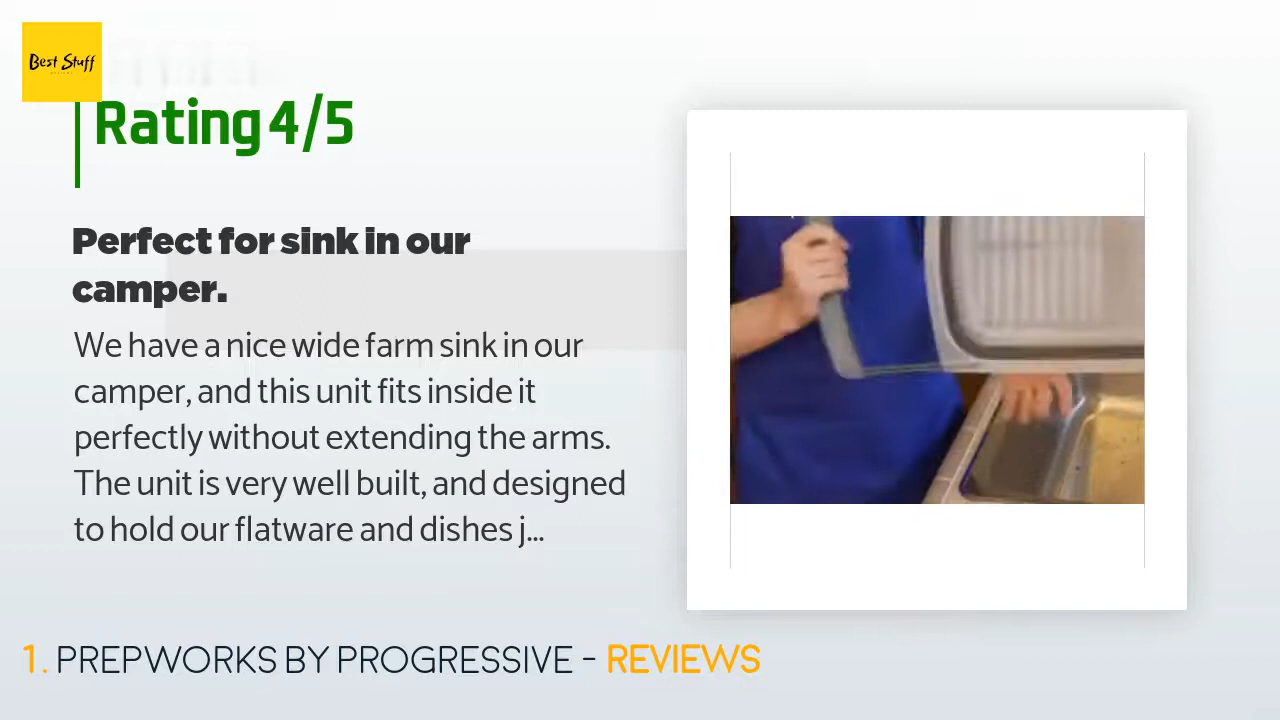 Best Stuff
Rating 4/5
Perfect for sink in our
camper.
We have a nice wide farm sink in our
camper, and this unit fits inside it
perfectly without extending the arms.
The unit is very well built, and designed
to hold our flatware and dishes j...
1. PREPWORKS BY PROGRESSIVE - REVIEWS